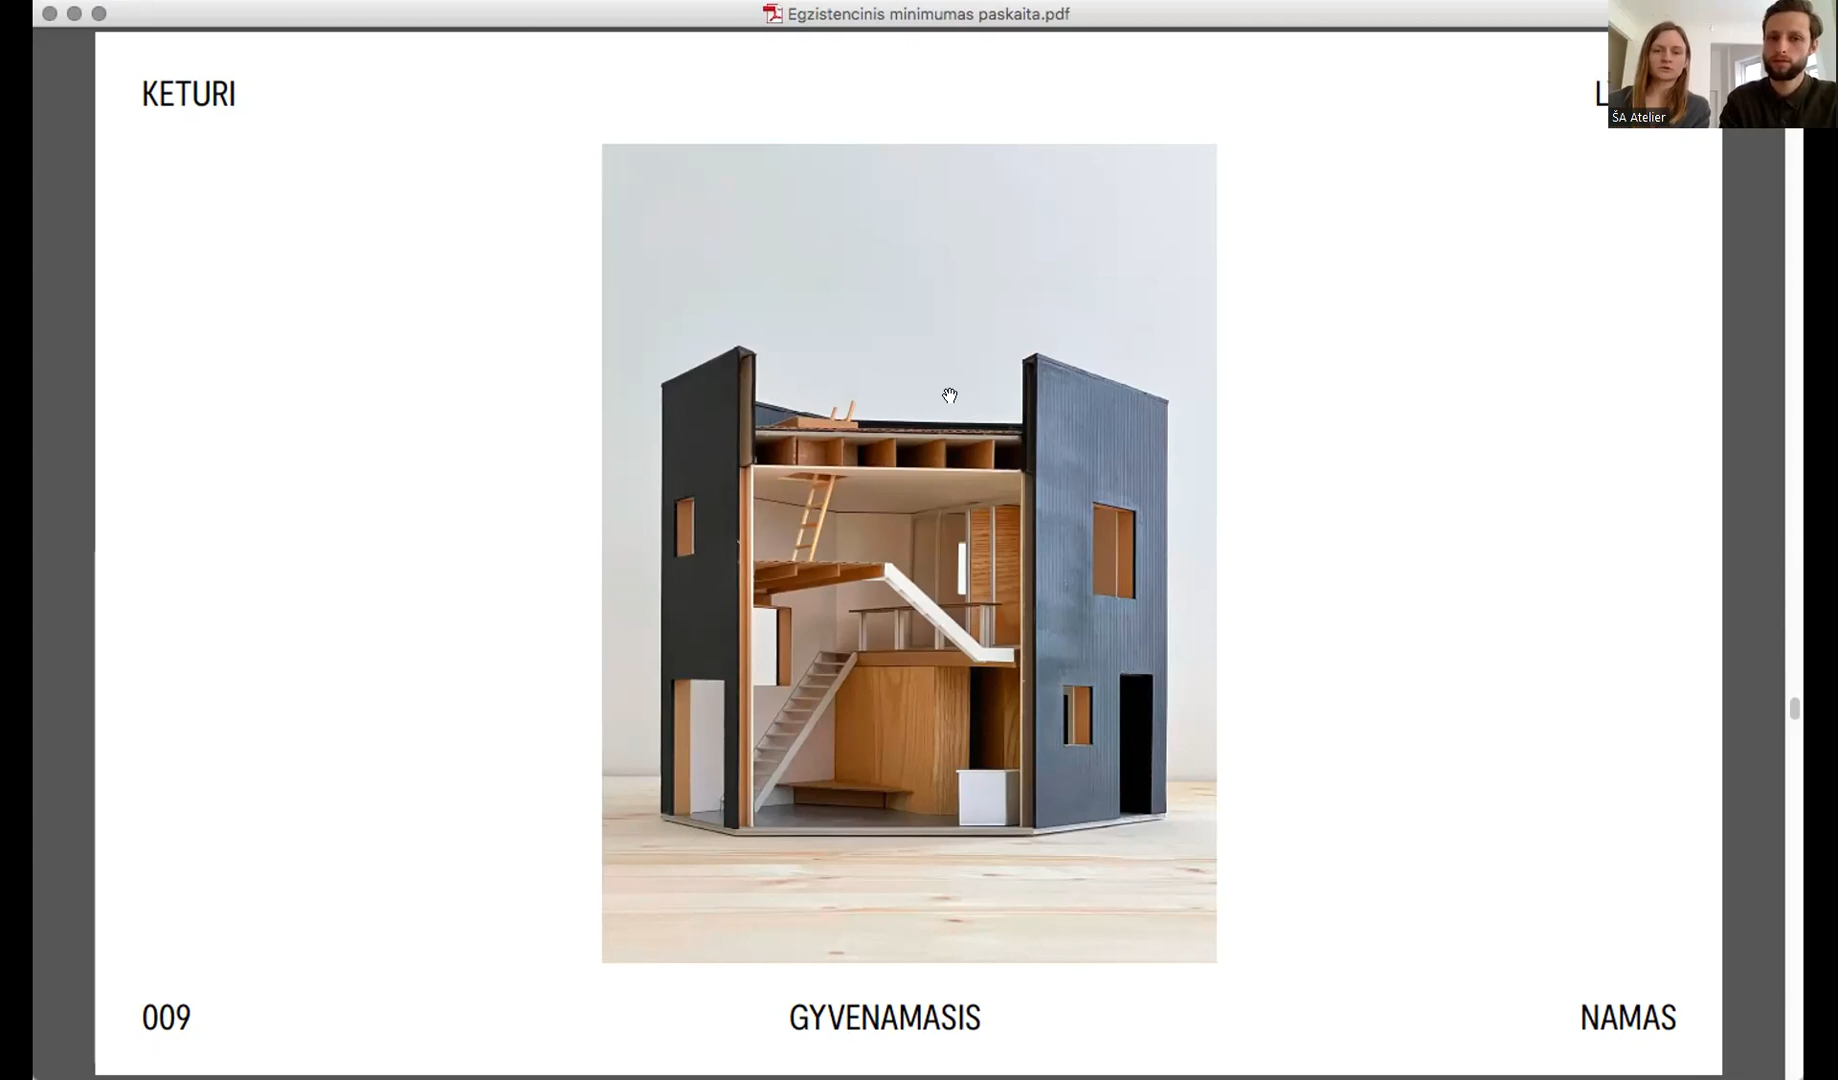 Egzistencinis minimumas paskaita.pdf
KETURI
ŠA Atelier
009
GYVENAMASIS
NAMAS